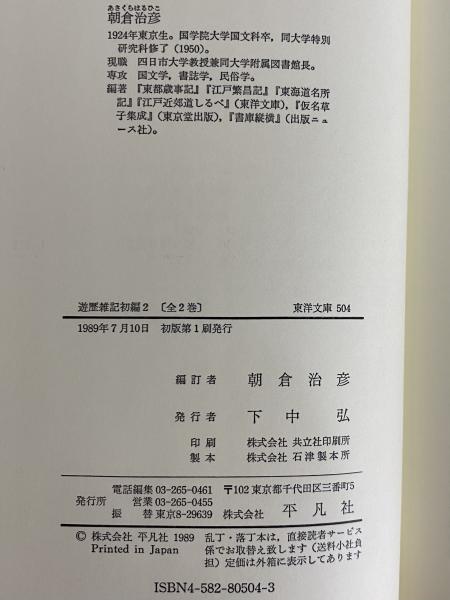 あさくらはるひこ
朝倉治彦
1924年東京生。国学院大学国文科卒，同大学特別
研究科修了（1950）。
現職　四日市大学教授兼同大学附属図書館長。
専攻　国文学，書誌学，民俗学。
編著　『東都歳事記』『江戸繁昌記』『東海道名所
記』『江戸近郊道しるべ』（東洋文庫），『仮名草
子集成』（東京堂出版），『書庫縦横』（出版ニュ
ース社）。
遊歴雑記初編2　〔全2巻〕　東洋文庫 504
1989年7月10日　初版第1刷発行
編訂者　朝倉治彦
発行者　下中弘
印刷　株式会社 共立社印刷所
製本　株式会社 石津製本所
電話編集 03-265-0461　〒102 東京都千代田区三番町5
発行所　営業 03-265-0455
振替 東京8-29639　株式会社 平凡社
© 株式会社 平凡社 1989
Printed in Japan
乱丁・落丁本は，直接読者サービス
係でお取替え致します（送料小社負
担）定価は外箱に表示してあります
ISBN4-582-80504-3